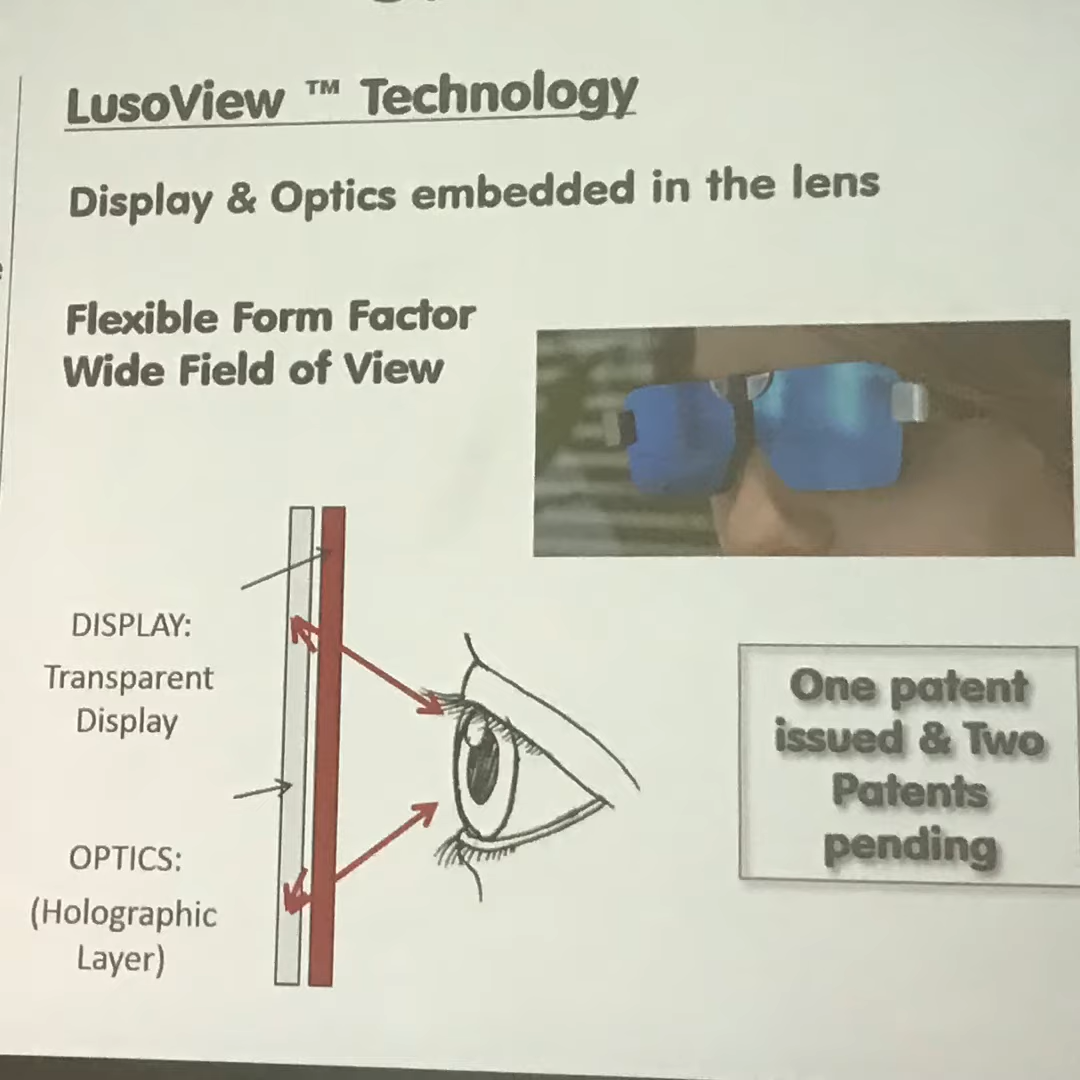 LusoView ™ Technology
Display & Optics embedded in the lens
Flexible Form Factor
Wide Field of View
DISPLAY:
Transparent
Display
OPTICS:
(Holographic
Layer)
One patent
issued & Two
Patents
pending